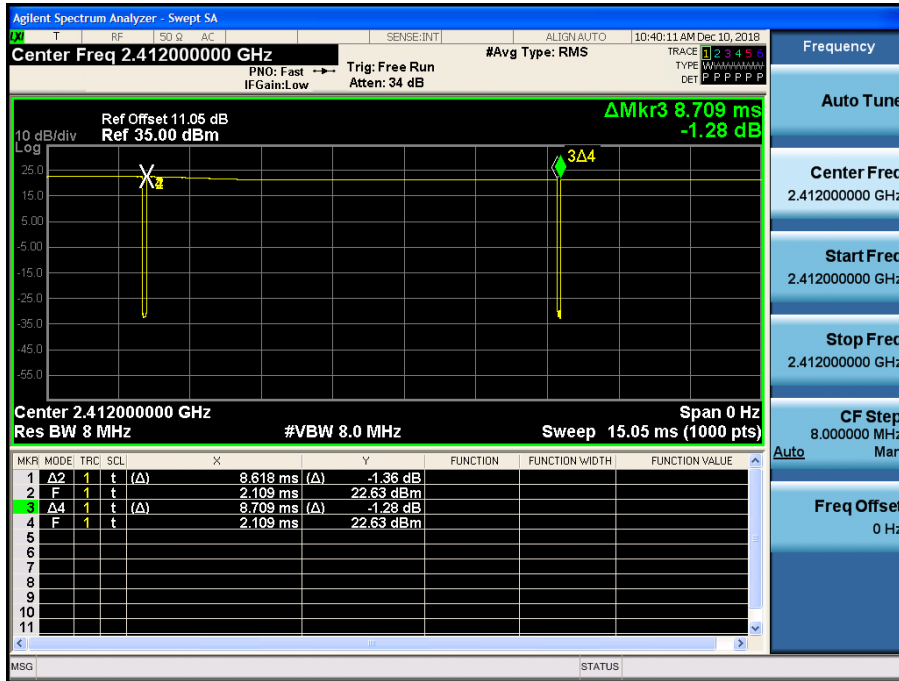 Agilent Spectrum Analyzer - Swept SA
LXI T RF 50 Ω AC SENSE:INT ALIGN AUTO 10:40:11 AM Dec 10, 2018
Center Freq 2.412000000 GHz
PNO: Fast
IFGain:Low
Trig: Free Run
Atten: 34 dB
#Avg Type: RMS
TRACE 1 2 3 4 5 6
TYPE WWWWWW
DET P P P P P P
Ref Offset 11.05 dB
Ref 35.00 dBm
10 dB/div
Log
ΔMkr3 8.709 ms
-1.28 dB
3Δ4
25.0
15.0
5.00
-5.00
-15.0
-25.0
-35.0
-45.0
-55.0
Center 2.412000000 GHz Span 0 Hz
Res BW 8 MHz #VBW 8.0 MHz Sweep 15.05 ms (1000 pts)
MKR MODE TRC SCL X Y FUNCTION FUNCTION WIDTH FUNCTION VALUE
1 Δ2 1 t (Δ) 8.618 ms (Δ) -1.36 dB
2 F 1 t 2.109 ms 22.63 dBm
3 Δ4 1 t (Δ) 8.709 ms (Δ) -1.28 dB
4 F 1 t 2.109 ms 22.63 dBm
5
6
7
8
9
10
11
MSG STATUS
Frequency
Auto Tune
Center Freq
2.412000000 GHz
Start Freq
2.412000000 GHz
Stop Freq
2.412000000 GHz
CF Step
8.000000 MHz
Auto Man
Freq Offset
0 Hz